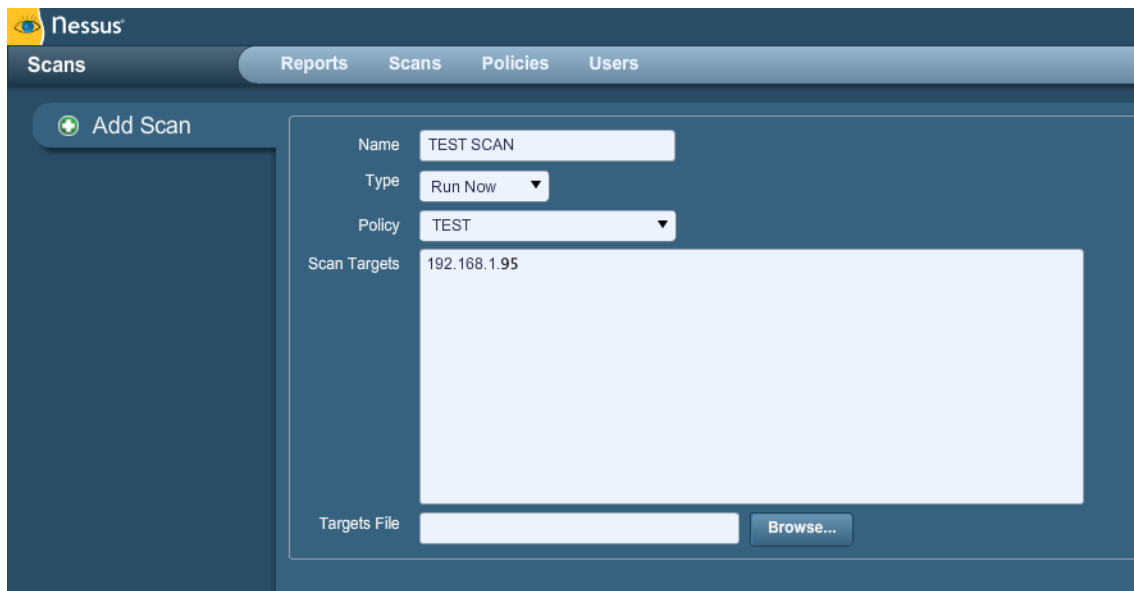 Nessus
Scans
Reports Scans Policies Users
Add Scan
Name TEST SCAN
Type Run Now
Policy TEST
Scan Targets 192.168.1.95
Targets File Browse...